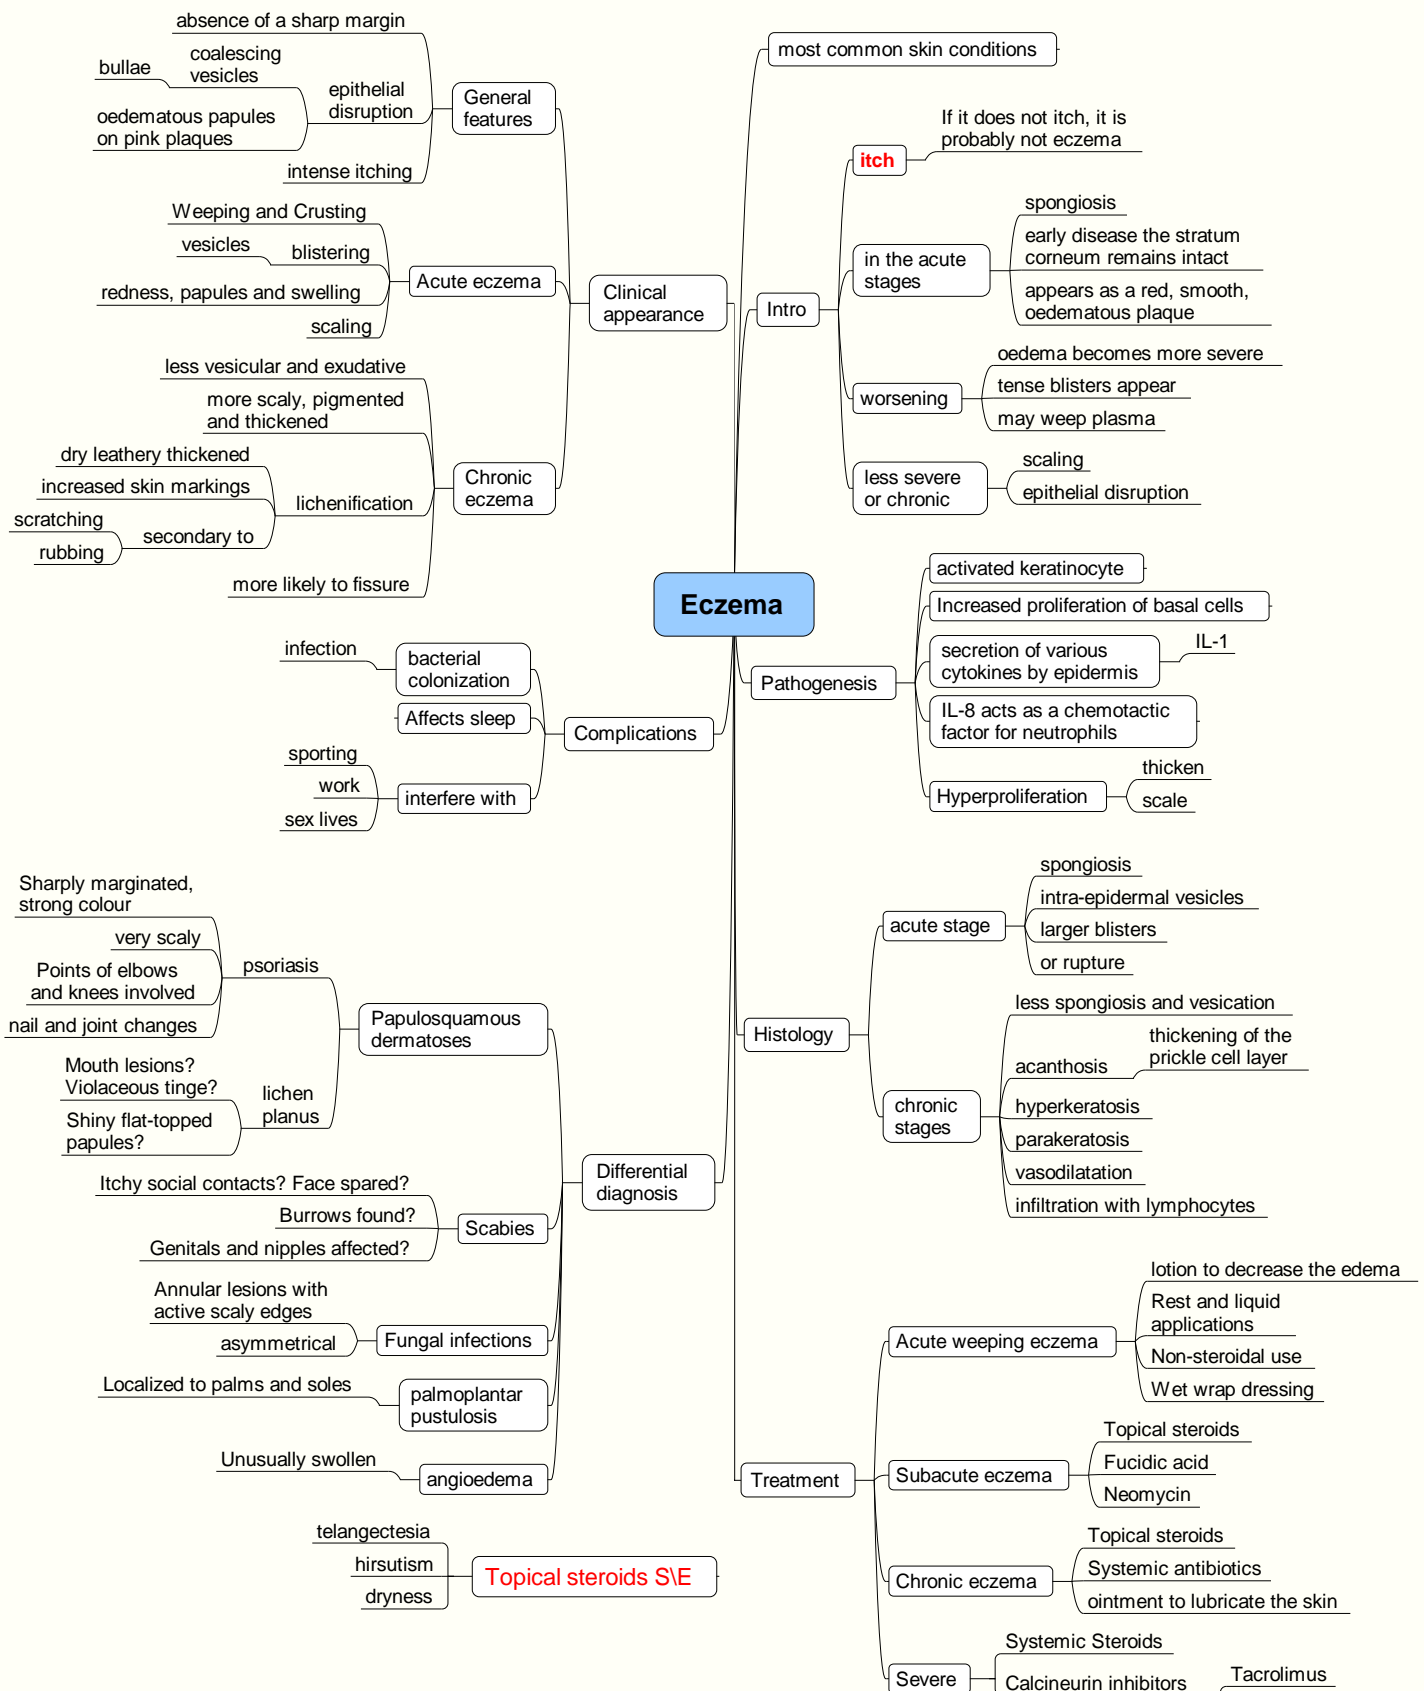 Eczema
most common skin conditions
Intro
itch
If it does not itch, it is
probably not eczema
in the acute
stages
spongiosis
early disease the stratum
corneum remains intact
appears as a red, smooth,
oedematous plaque
worsening
oedema becomes more severe
tense blisters appear
may weep plasma
less severe
or chronic
scaling
epithelial disruption
Pathogenesis
activated keratinocyte
Increased proliferation of basal cells
secretion of various
cytokines by epidermis
IL-1
IL-8 acts as a chemotactic
factor for neutrophils
Hyperproliferation
thicken
scale
Histology
acute stage
spongiosis
intra-epidermal vesicles
larger blisters
or rupture
chronic
stages
less spongiosis and vesication
acanthosis
thickening of the
prickle cell layer
hyperkeratosis
parakeratosis
vasodilatation
infiltration with lymphocytes
Treatment
Acute weeping eczema
lotion to decrease the edema
Rest and liquid
applications
Non-steroidal use
Wet wrap dressing
Subacute eczema
Topical steroids
Fucidic acid
Neomycin
Chronic eczema
Topical steroids
Systemic antibiotics
ointment to lubricate the skin
Severe
Systemic Steroids
Calcineurin inhibitors
Tacrolimus
Clinical
appearance
General
features
absence of a sharp margin
epithelial
disruption
coalescing
vesicles
bullae
oedematous papules
on pink plaques
intense itching
Acute eczema
Weeping and Crusting
blistering
vesicles
redness, papules and swelling
scaling
Chronic
eczema
less vesicular and exudative
more scaly, pigmented
and thickened
lichenification
dry leathery thickened
increased skin markings
secondary to
scratching
rubbing
more likely to fissure
Complications
bacterial
colonization
infection
Affects sleep
interfere with
sporting
work
sex lives
Differential
diagnosis
Papulosquamous
dermatoses
psoriasis
Sharply marginated,
strong colour
very scaly
Points of elbows
and knees involved
nail and joint changes
lichen
planus
Mouth lesions?
Violaceous tinge?
Shiny flat-topped
papules?
Scabies
Itchy social contacts? Face spared?
Burrows found?
Genitals and nipples affected?
Fungal infections
Annular lesions with
active scaly edges
asymmetrical
palmoplantar
pustulosis
Localized to palms and soles
angioedema
Unusually swollen
Topical steroids S\E
telangectesia
hirsutism
dryness